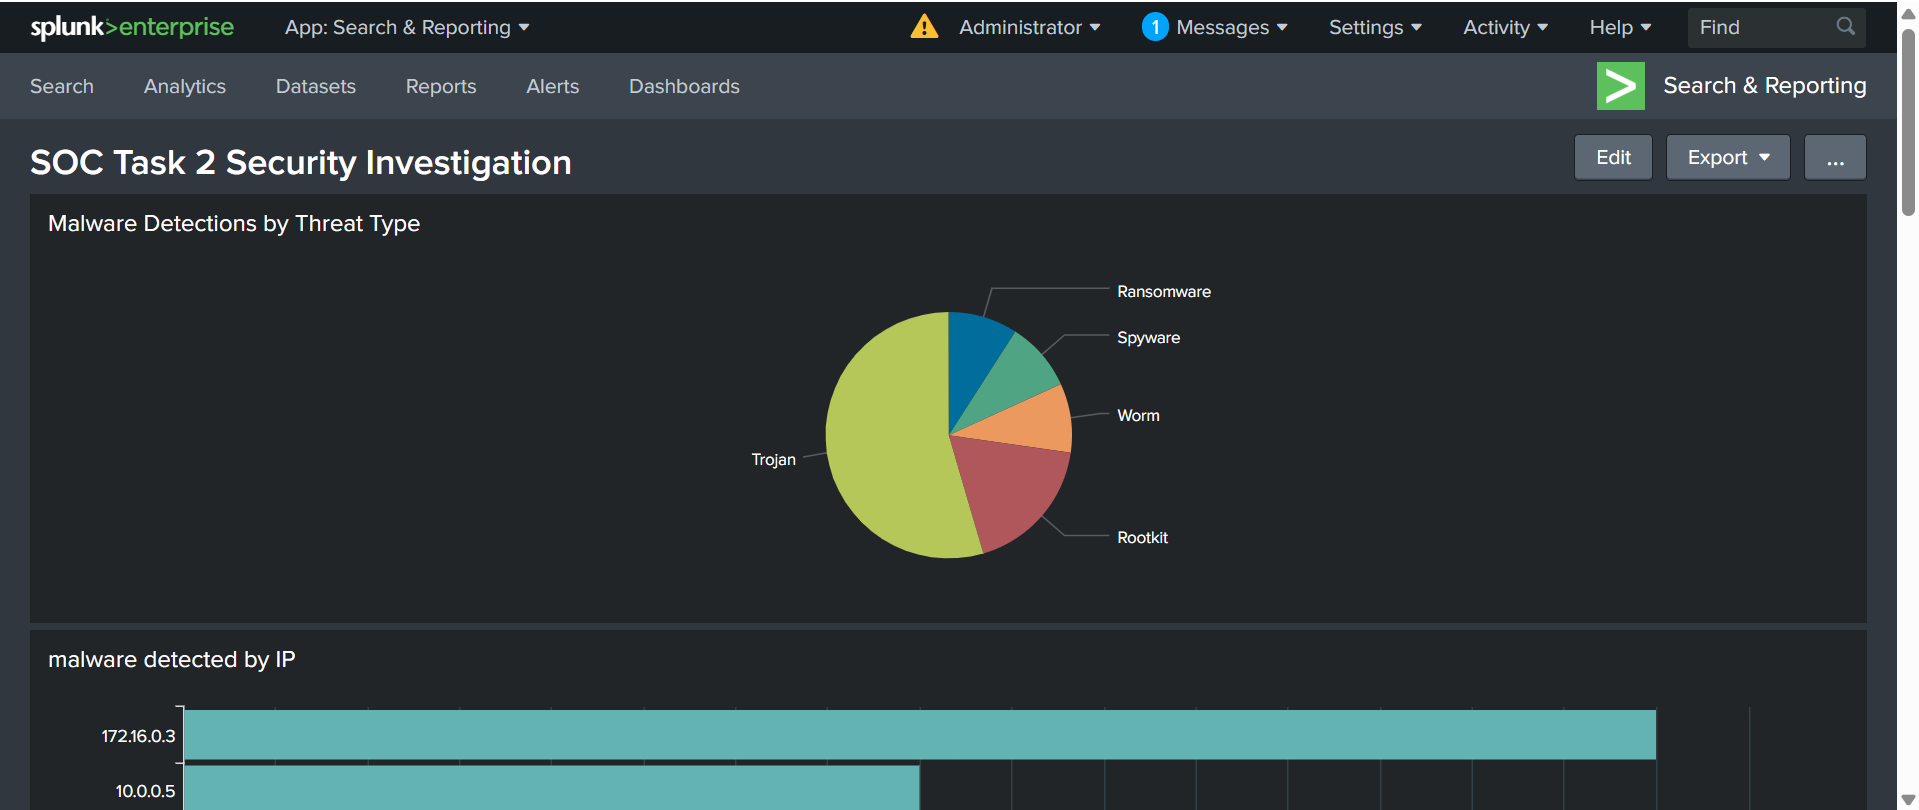 splunk>enterprise App: Search & Reporting Administrator 1 Messages Settings Activity Help Find
Search Analytics Datasets Reports Alerts Dashboards > Search & Reporting
SOC Task 2 Security Investigation Edit Export ...
Malware Detections by Threat Type
Ransomware
Spyware
Worm
Trojan
Rootkit
malware detected by IP
172.16.0.3
10.0.0.5